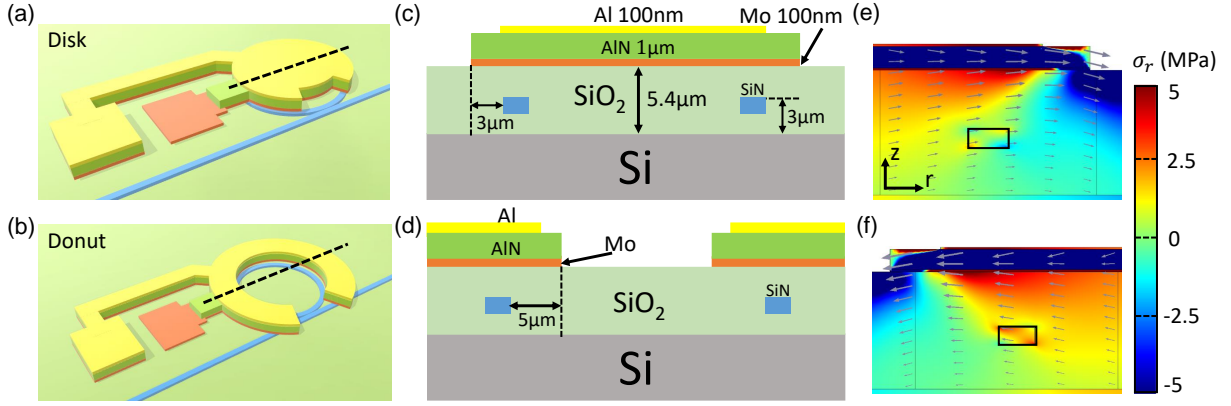 (a)
Disk
(b)
Donut
(c)
Al 100nm
Mo 100nm
AlN 1μm
SiO2
5.4μm
SiN
3μm
3μm
Si
(d)
Al
AlN
Mo
SiO2
SiN
5μm
Si
(e)
z
r
(f)
σr (MPa)
5
2.5
0
-2.5
-5